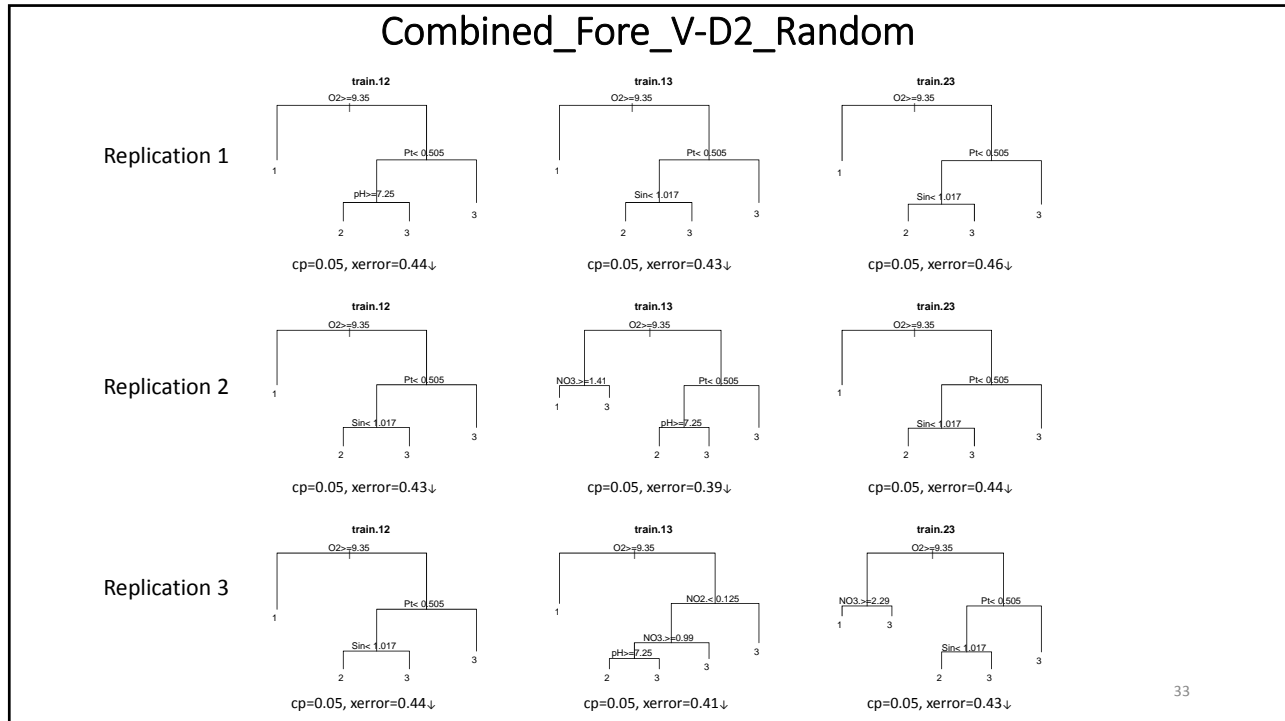 Combined_Fore_V-D2_Random
Replication 1
train.12
O2>=9.35
Pt< 0.505
pH>=7.25
1
2
3
3
cp=0.05, xerror=0.44↓
train.13
O2>=9.35
Pt< 0.505
Sin< 1.017
1
2
3
3
cp=0.05, xerror=0.43↓
train.23
O2>=9.35
Pt< 0.505
Sin< 1.017
1
2
3
3
cp=0.05, xerror=0.46↓
Replication 2
train.12
O2>=9.35
Pt< 0.505
Sin< 1.017
1
2
3
3
cp=0.05, xerror=0.43↓
train.13
O2>=9.35
NO3.>=1.41
Pt< 0.505
pH>=7.25
1
3
2
3
3
cp=0.05, xerror=0.39↓
train.23
O2>=9.35
Pt< 0.505
Sin< 1.017
1
2
3
3
cp=0.05, xerror=0.44↓
Replication 3
train.12
O2>=9.35
Pt< 0.505
Sin< 1.017
1
2
3
3
cp=0.05, xerror=0.44↓
train.13
O2>=9.35
NO2.< 0.125
NO3.>=0.99
pH>=7.25
1
2
3
3
3
cp=0.05, xerror=0.41↓
train.23
O2>=9.35
NO3.>=2.29
Pt< 0.505
Sin< 1.017
1
3
2
3
3
cp=0.05, xerror=0.43↓
33